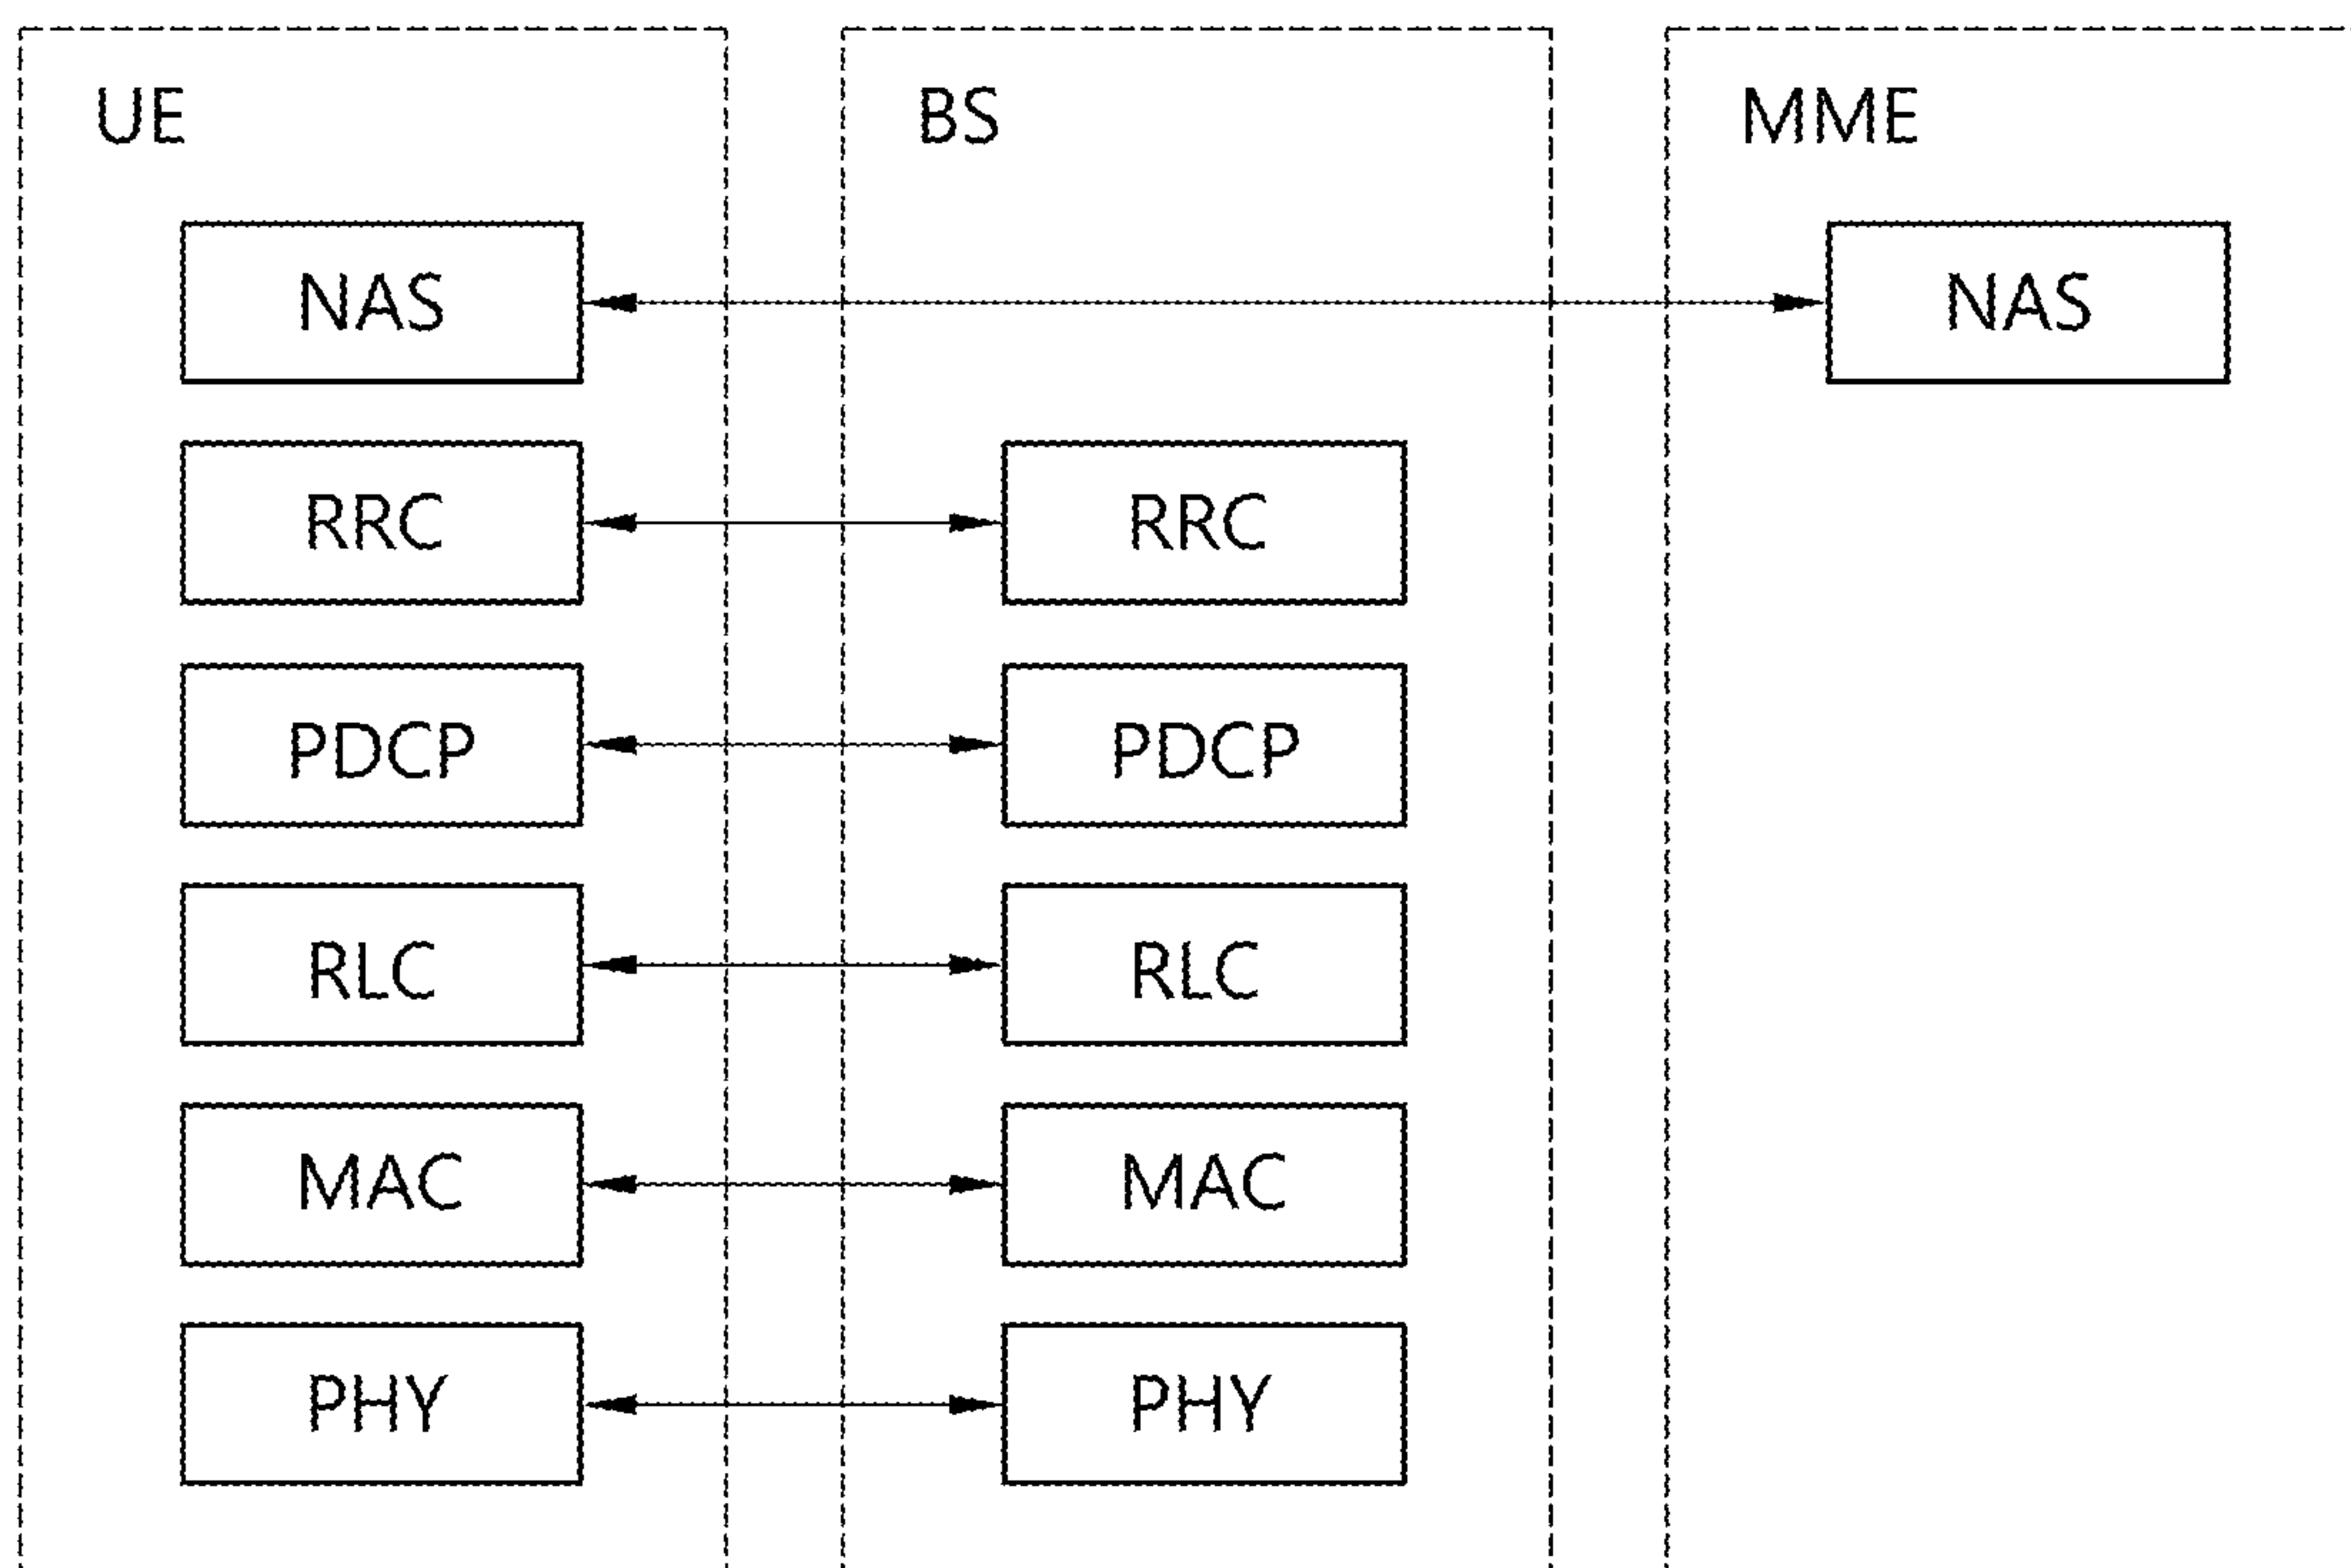 UE BS MME
NAS NAS
RRC RRC
PDCP PDCP
RLC RLC
MAC MAC
PHY PHY